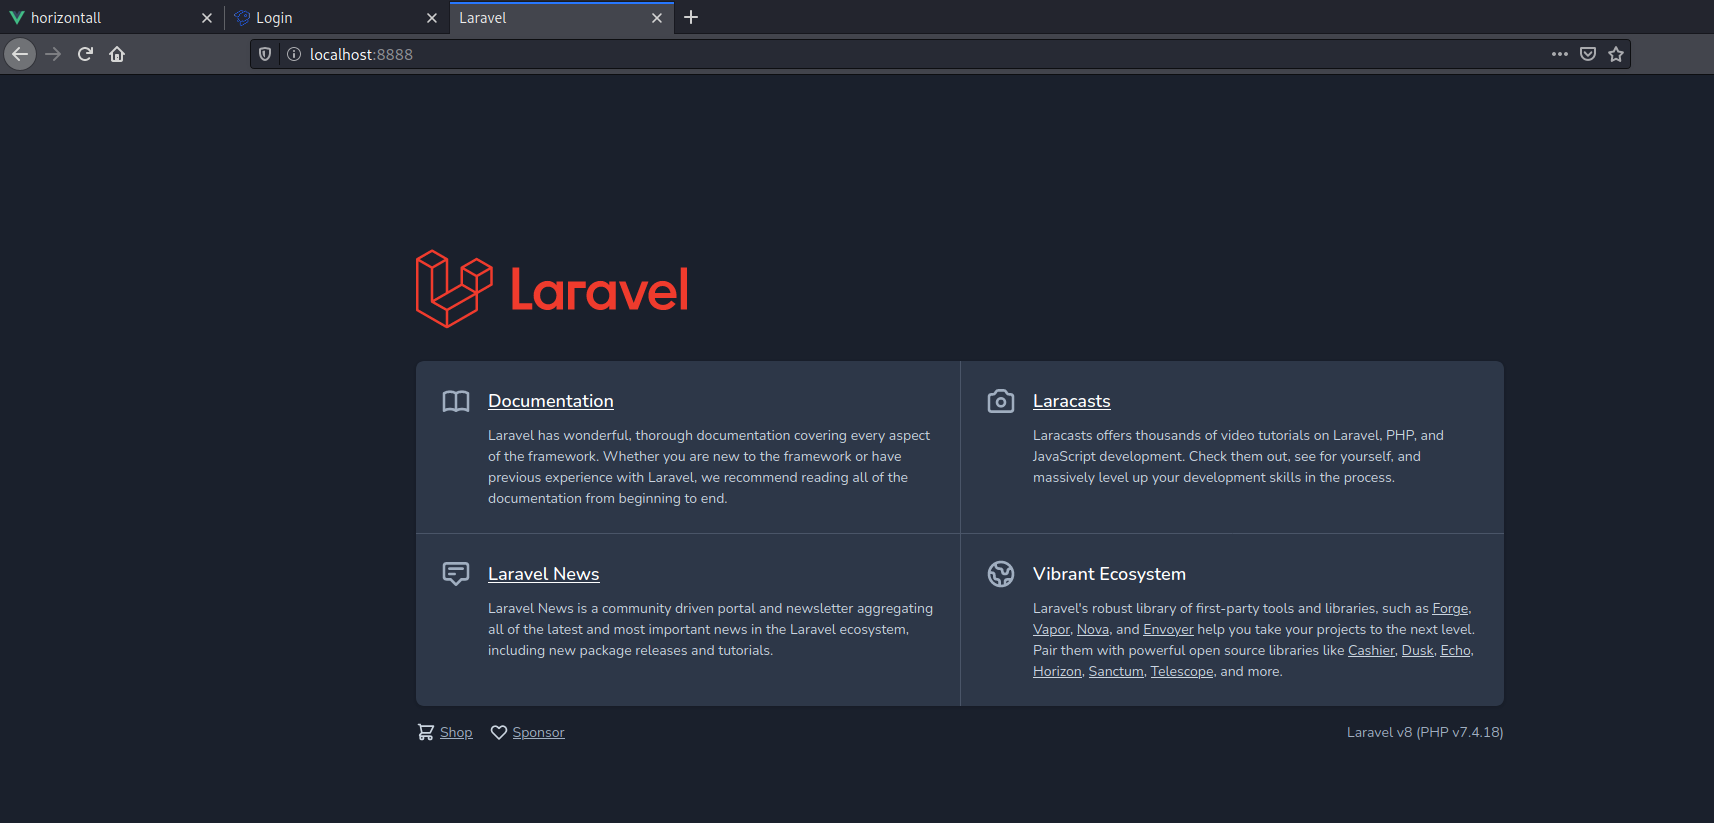 horizontall
Login
Laravel
localhost:8888
Laravel
Documentation
Laravel has wonderful, thorough documentation covering every aspect
of the framework. Whether you are new to the framework or have
previous experience with Laravel, we recommend reading all of the
documentation from beginning to end.
Laracasts
Laracasts offers thousands of video tutorials on Laravel, PHP, and
JavaScript development. Check them out, see for yourself, and
massively level up your development skills in the process.
Laravel News
Laravel News is a community driven portal and newsletter aggregating
all of the latest and most important news in the Laravel ecosystem,
including new package releases and tutorials.
Vibrant Ecosystem
Laravel's robust library of first-party tools and libraries, such as Forge,
Vapor, Nova, and Envoyer help you take your projects to the next level.
Pair them with powerful open source libraries like Cashier, Dusk, Echo,
Horizon, Sanctum, Telescope, and more.
Shop
Sponsor
Laravel v8 (PHP v7.4.18)